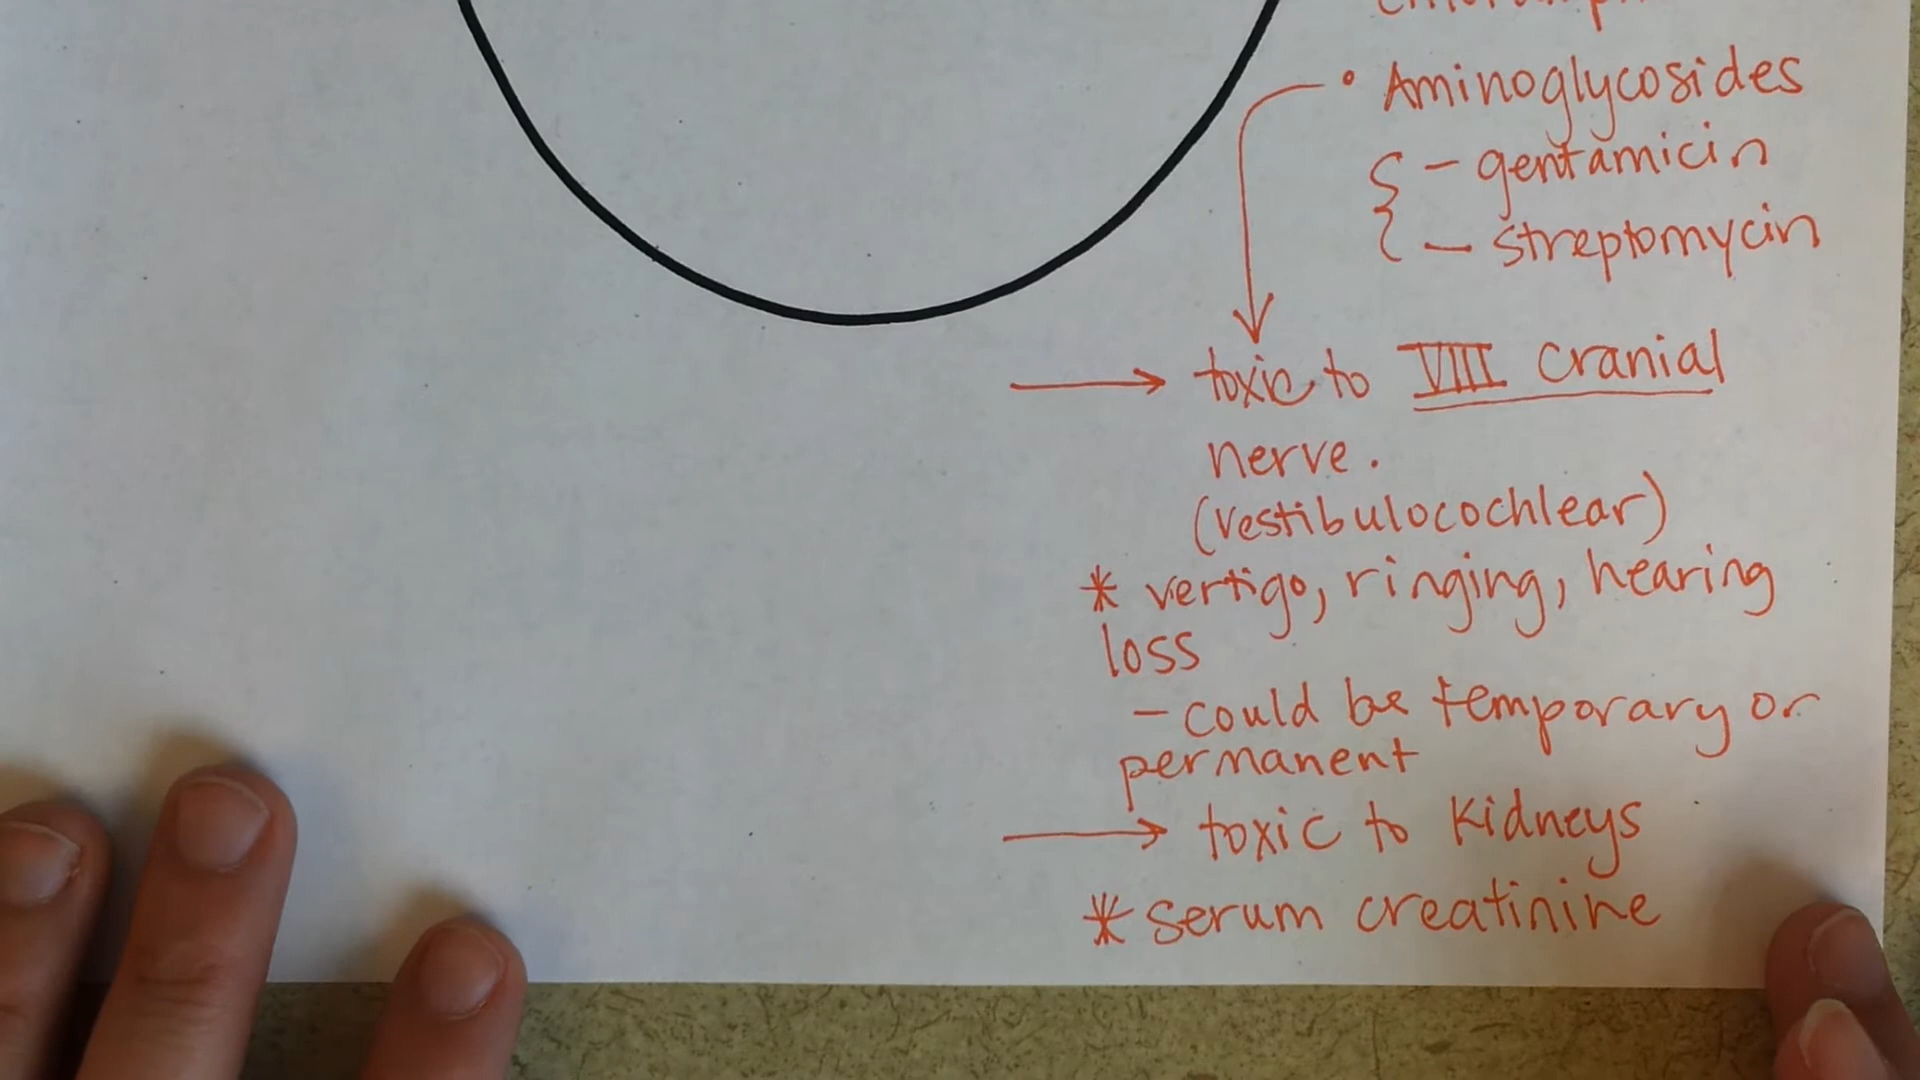 • Aminoglycosides
- gentamicin
- streptomycin
toxic to VIII cranial
nerve.
(vestibulocochlear)
* vertigo, ringing, hearing
loss
- could be temporary or
permanent
→ toxic to kidneys
* serum creatinine